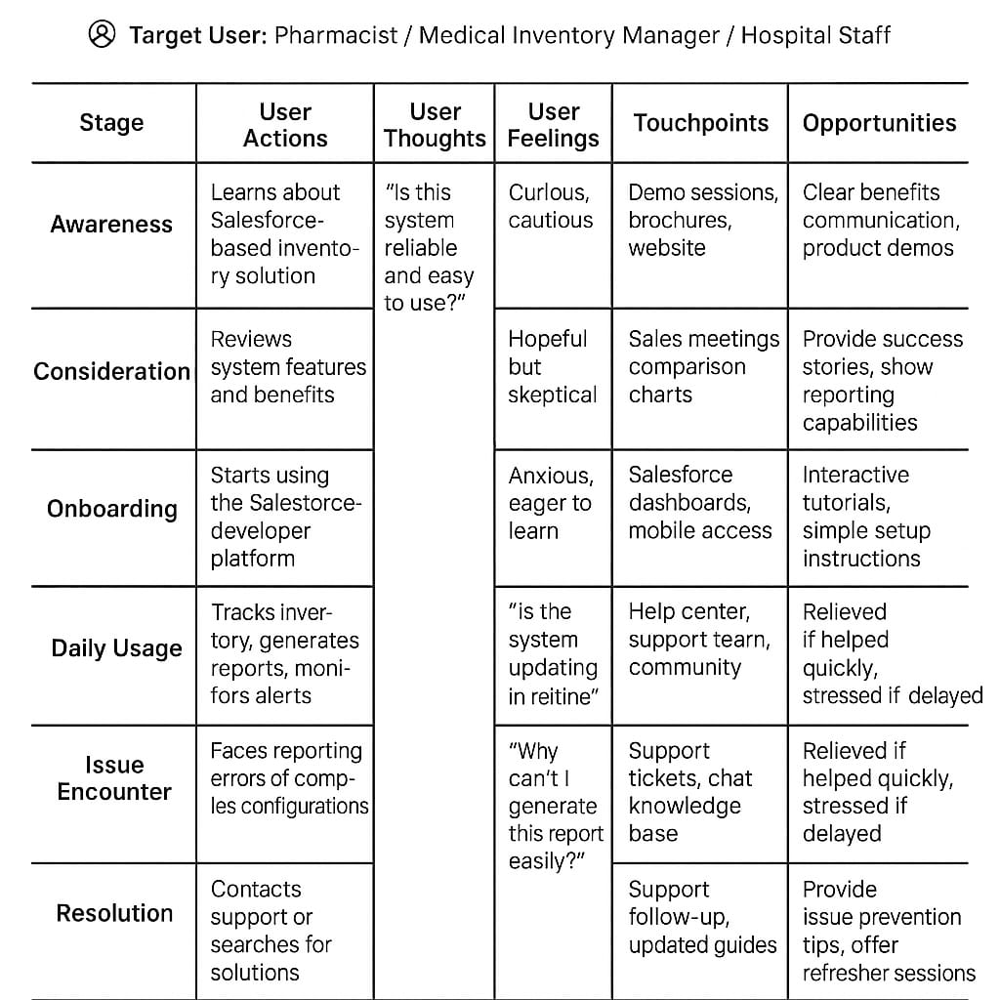 Target User: Pharmacist / Medical Inventory Manager / Hospital Staff
Stage
User
Actions
User
Thoughts
User
Feelings
Touchpoints
Opportunities
Awareness
Learns about
Salesforce-
based invento-
ry solution
“Is this
system
reliable
and easy
to use?”
Curlous,
cautious
Demo sessions,
brochures,
website
Clear benefits
communication,
product demos
Consideration
Reviews
system features
and benefits
Hopeful
but
skeptical
Sales meetings
comparison
charts
Provide success
stories, show
reporting
capabilities
Onboarding
Starts using
the Salestorce-
developer
platform
Anxious,
eager to
learn
Salesforce
dashboards,
mobile access
Interactive
tutorials,
simple setup
instructions
Daily Usage
Tracks inver-
tory, generates
reports, moni-
fors alerts
“is the
system
updating
in reitine”
Help center,
support tearn,
community
Relieved
if helped
quickly,
stressed if delayed
Issue
Encounter
Faces reporting
errors of comp-
les configurations
“Why
can’t I
generate
this report
easily?”
Support
tickets, chat
knowledge
base
Relieved if
helped quickly,
stressed if
delayed
Resolution
Contacts
support or
searches for
solutions
Support
follow-up,
updated guides
Provide
issue prevention
tips, offer
refresher sessions